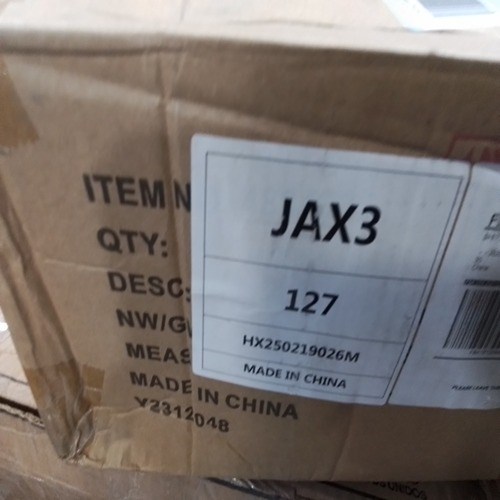 ITEM N
JAX3
QTY:
DESC:
127
NW/G
HX250219026M
MEAS
MADE IN CHINA
MADE IN CHINA
Y2312048